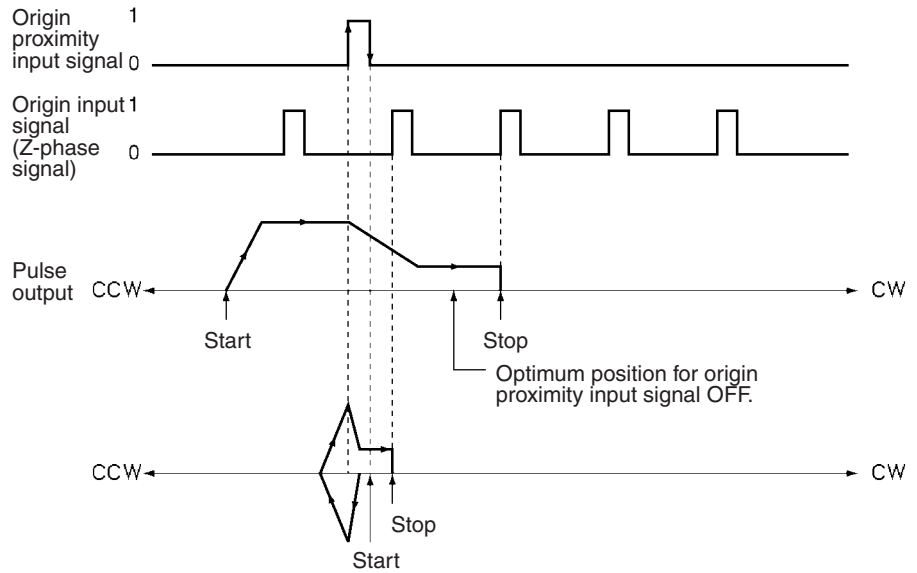 Origin 1
proximity
input signal 0
Origin input 1
signal
(Z-phase 0
signal)
Pulse
output CCW CW
Start Stop
Optimum position for origin
proximity input signal OFF.
CCW CW
Stop
Start